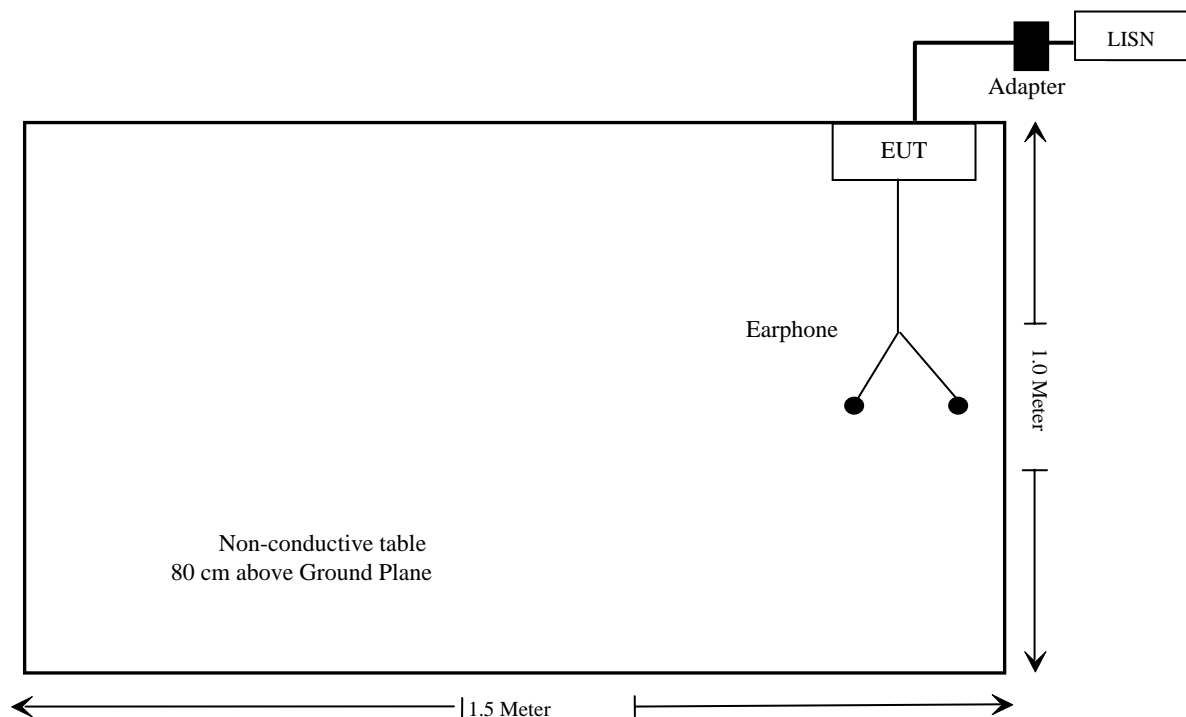 LISN
Adapter
EUT
Earphone
1.0 Meter
Non-conductive table
80 cm above Ground Plane
1.5 Meter